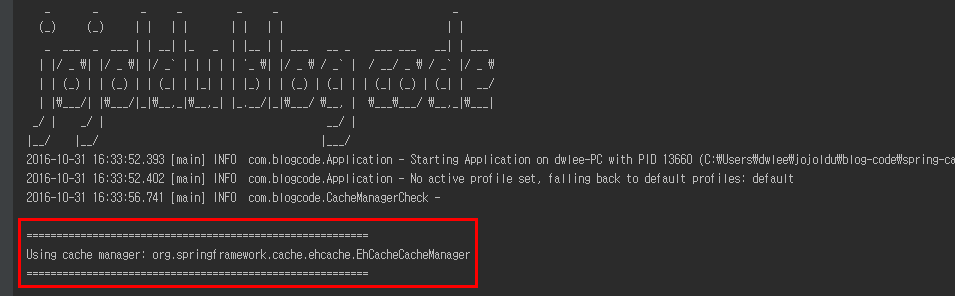 jojoldu blog code
2016-10-31 16:33:52.393 [main] INFO  com.blogcode.Application - Starting Application on dwlee-PC with PID 13660 (C:₩Users₩dwlee₩jojoldu₩blog-code₩spring-ca
2016-10-31 16:33:52.402 [main] INFO  com.blogcode.Application - No active profile set, falling back to default profiles: default
2016-10-31 16:33:56.741 [main] INFO  com.blogcode.CacheManagerCheck -
=========================================================
Using cache manager: org.springframework.cache.ehcache.EhCacheCacheManager
=========================================================